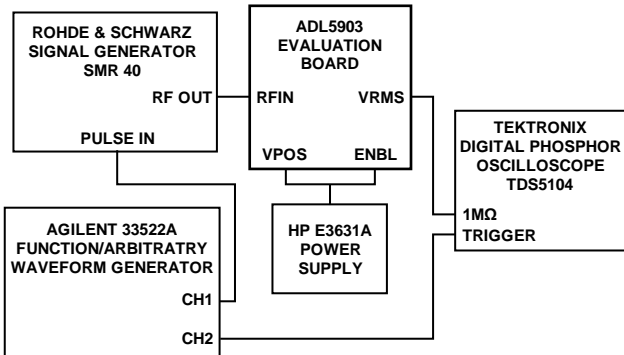 ROHDE & SCHWARZ
SIGNAL GENERATOR
SMR 40
RF OUT
PULSE IN
ADL5903
EVALUATION
BOARD
RFIN
VRMS
VPOS
ENBL
TEKTRONIX
DIGITAL PHOSPHOR
OSCILLOSCOPE
TDS5104
1MΩ
TRIGGER
AGILENT 33522A
FUNCTION/ARBITRATRY
WAVEFORM GENERATOR
CH1
CH2
HP E3631A
POWER
SUPPLY